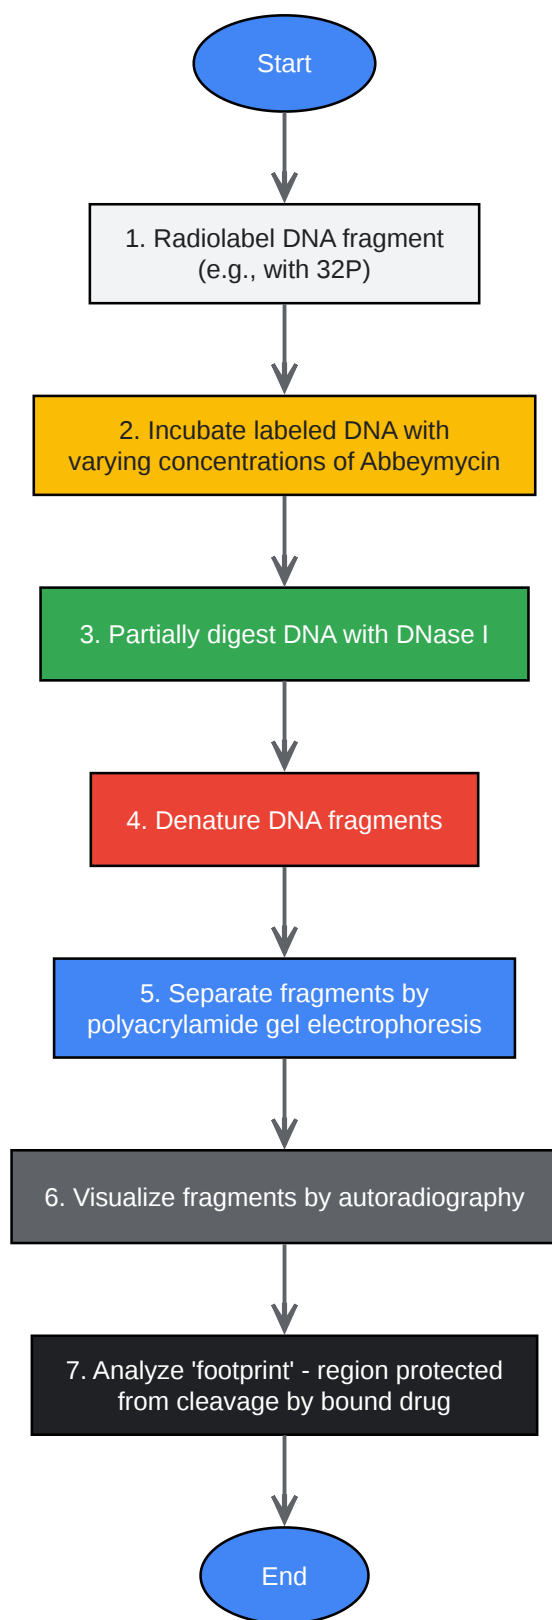 Start
1. Radiolabel DNA fragment
(e.g., with 32P)
2. Incubate labeled DNA with
varying concentrations of Abbeymycin
3. Partially digest DNA with DNase I
4. Denature DNA fragments
5. Separate fragments by
polyacrylamide gel electrophoresis
6. Visualize fragments by autoradiography
7. Analyze 'footprint' - region protected
from cleavage by bound drug
End